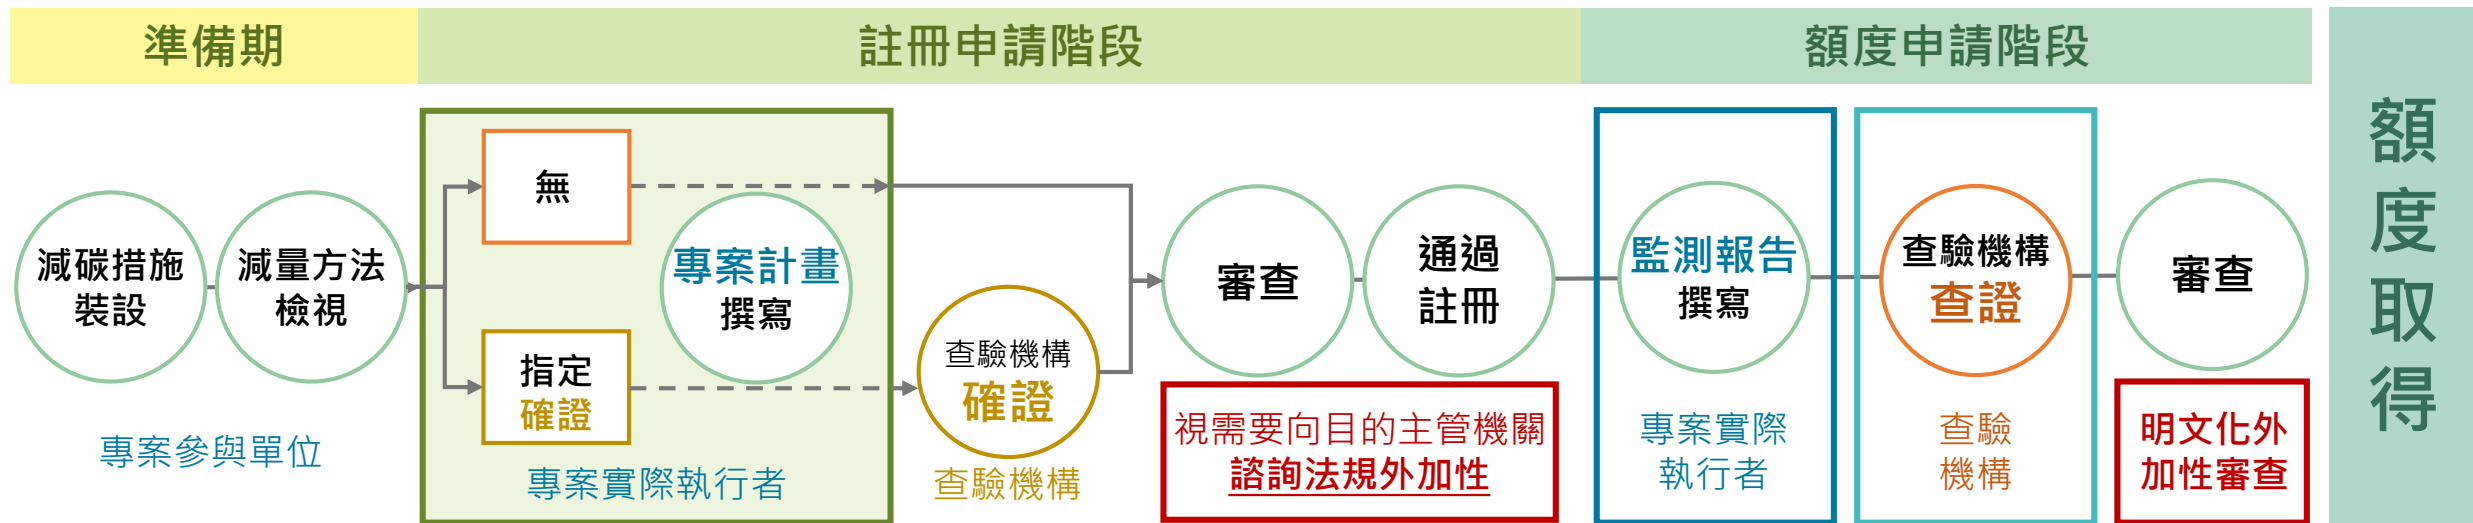 準備期
註冊申請階段
額度申請階段
額度取得
減碳措施
裝設
減量方法
檢視
專案參與單位
無
指定
確證
專案計畫
撰寫
專案實際執行者
查驗機構
確證
查驗機構
審查
通過
註冊
視需要向目的主管機關
諮詢法規外加性
監測報告
撰寫
專案實際
執行者
查驗機構
查證
查驗
機構
審查
明文化外
加性審查